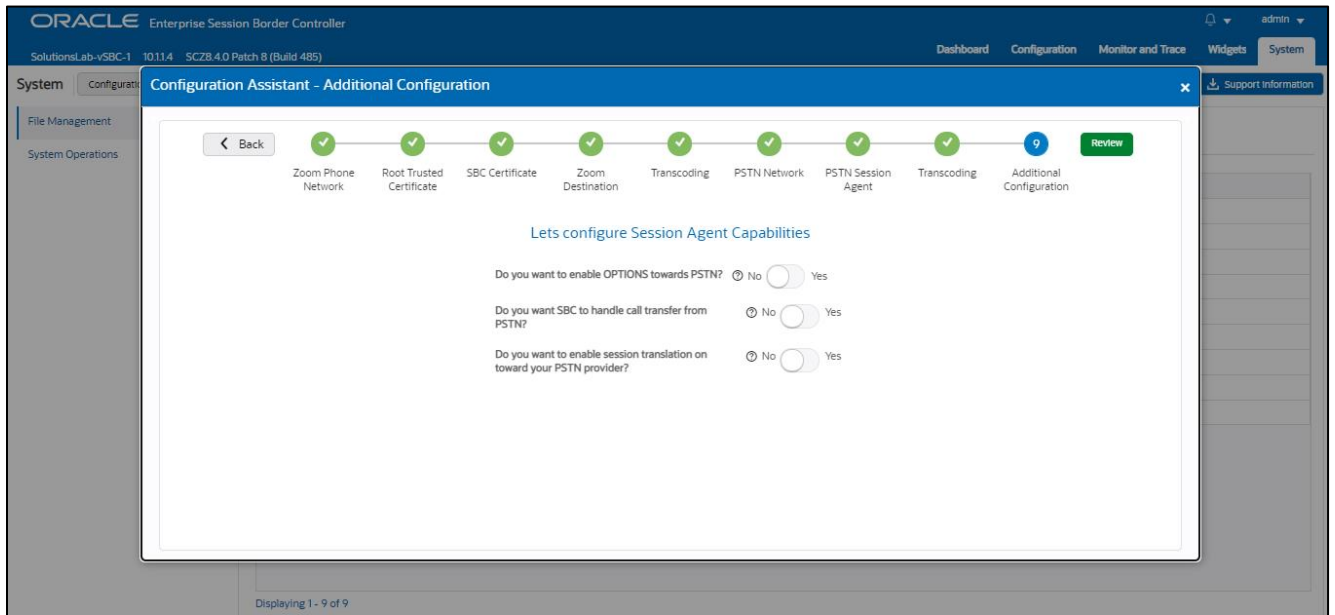 ORACLE Enterprise Session Border Controller
admin
SolutionsLab-vSBC-1 10.1.1.4 SCZ8.4.0 Patch 8 (Build 485)
Dashboard Configuration Monitor and Trace Widgets System
System
Configuration Assistant - Additional Configuration
Support Information
File Management
System Operations
Back
9
Review
Zoom Phone Network
Root Trusted Certificate
SBC Certificate
Zoom Destination
Transcoding
PSTN Network
PSTN Session Agent
Transcoding
Additional Configuration
Lets configure Session Agent Capabilities
Do you want to enable OPTIONS towards PSTN? No Yes
Do you want SBC to handle call transfer from
PSTN?
No Yes
Do you want to enable session translation on
toward your PSTN provider?
No Yes
Displaying 1 - 9 of 9